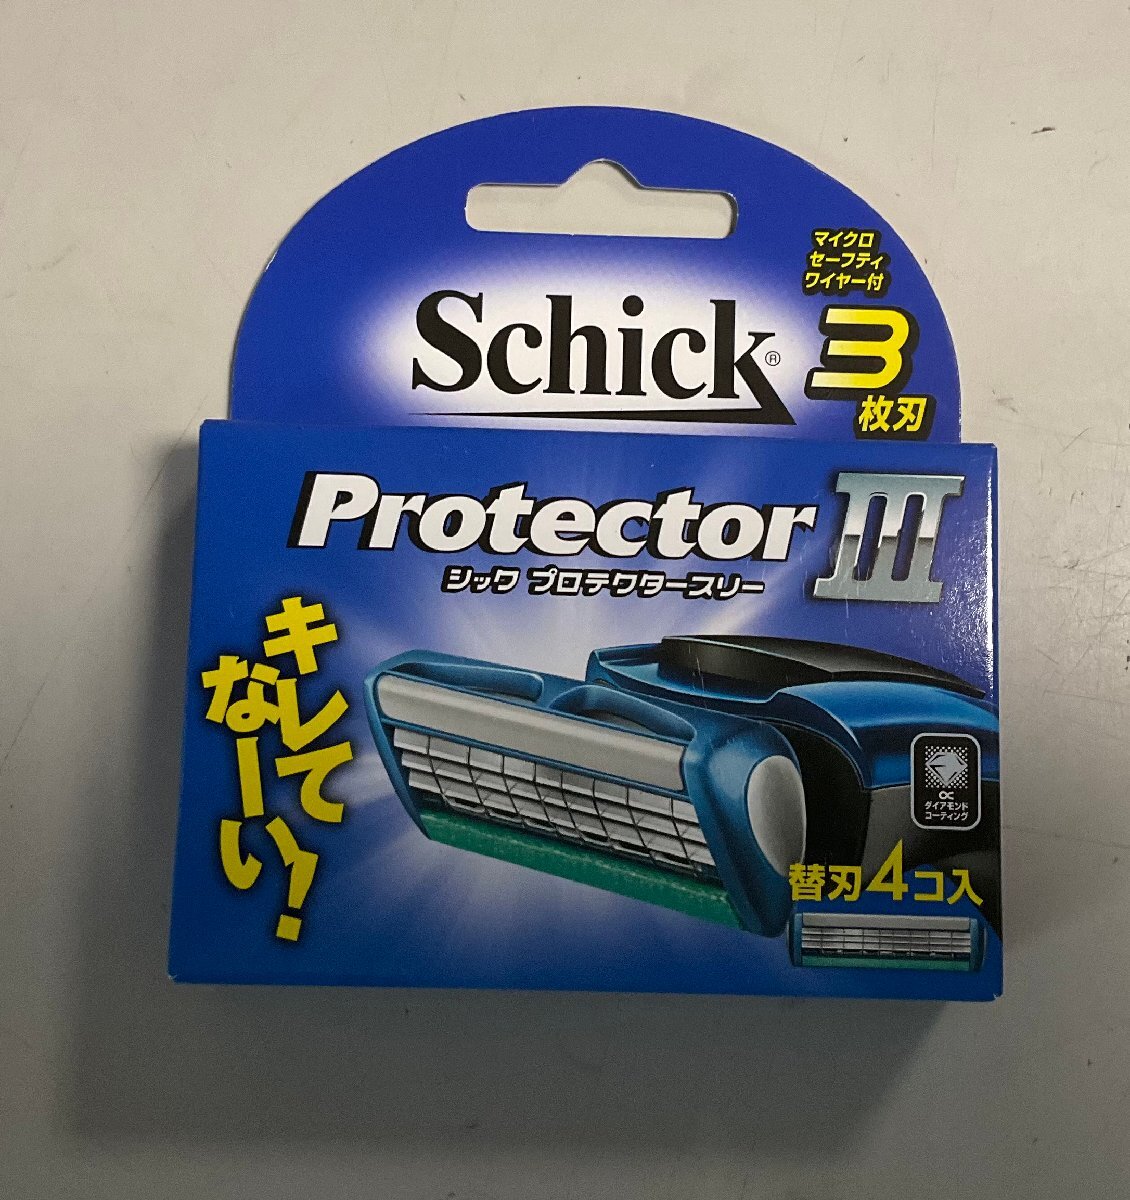 マイクロ
セーフティ
ワイヤー付
Schick®
3
枚刃
Protector III
シック プロテクタースリー
キレて
なーい!
∝
ダイアモンド
コーティング
替刃4コ入